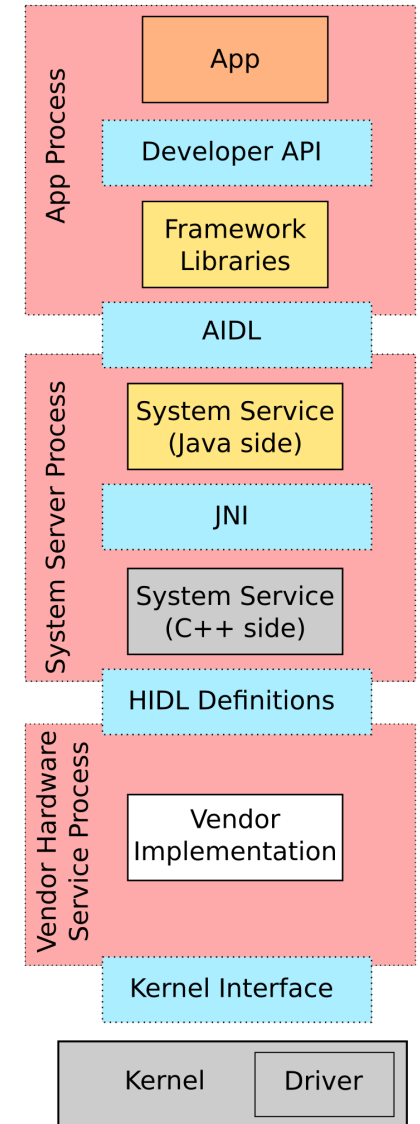 App Process
App
Developer API
Framework
Libraries
AIDL
System Server Process
System Service
(Java side)
JNI
System Service
(C++ side)
HIDL Definitions
Vendor Hardware
Service Process
Vendor
Implementation
Kernel Interface
Kernel
Driver